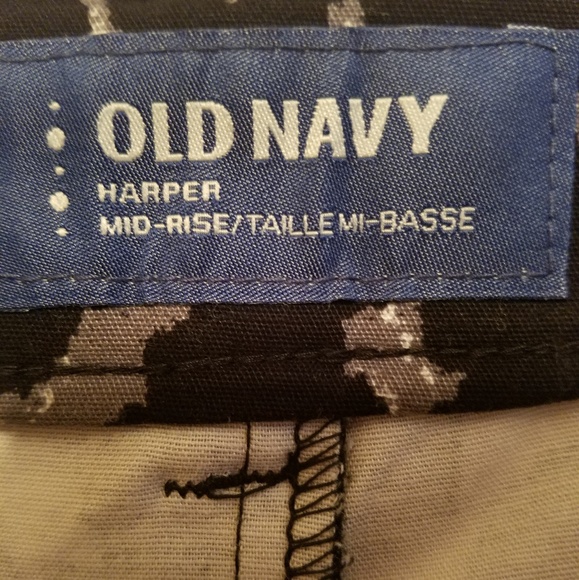 OLD NAVY
HARPER
MID-RISE/TAILLE MI-BASSE